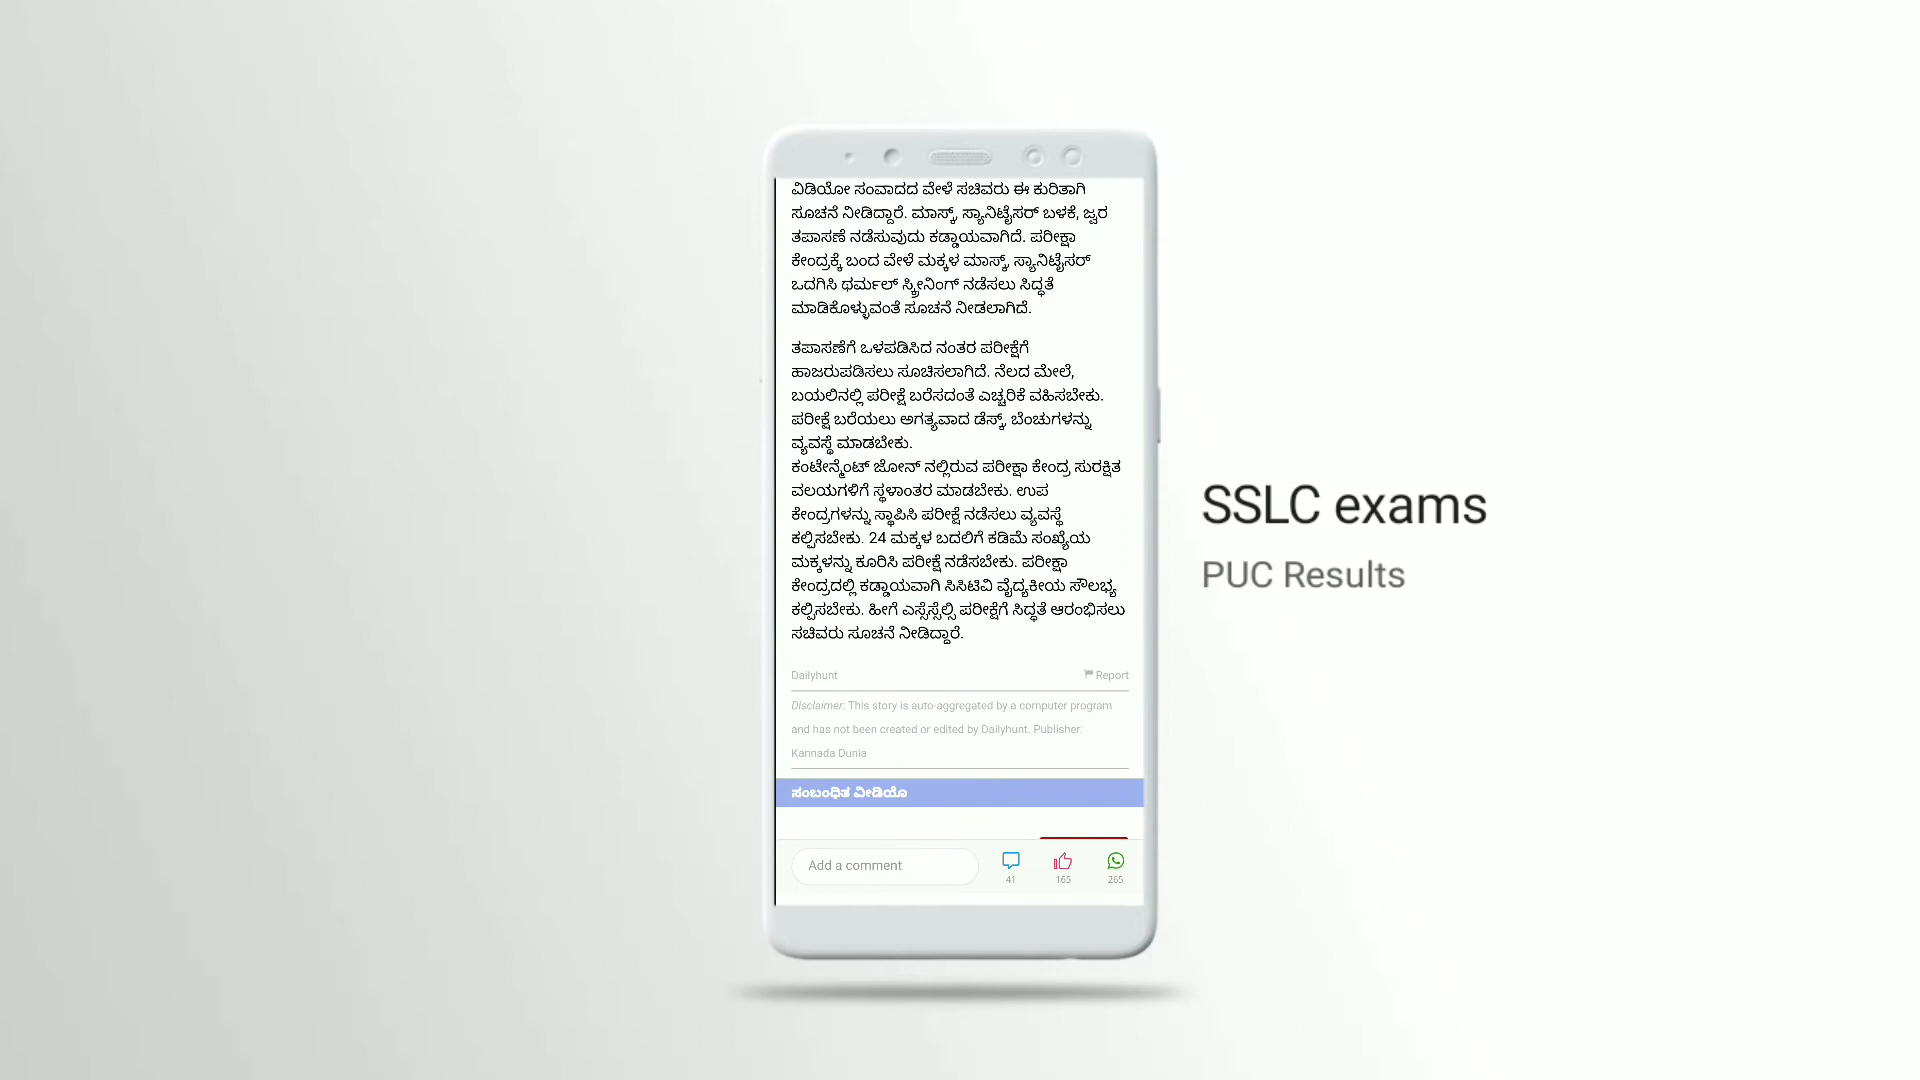 ವಿಡಿಯೋ ಸಂವಾದದ ವೇಳೆ ಸಚಿವರು ಈ ಕುರಿತಾಗಿ
ಸೂಚನೆ ನೀಡಿದ್ದಾರೆ. ಮಾಸ್ಕ್, ಸ್ಯಾನಿಟೈಸರ್ ಬಳಕೆ, ಜ್ವರ
ತಪಾಸಣೆ ನಡೆಸುವುದು ಕಡ್ಡಾಯವಾಗಿದೆ. ಪರೀಕ್ಷಾ
ಕೇಂದ್ರಕ್ಕೆ ಬಂದ ವೇಳೆ ಮಕ್ಕಳ ಮಾಸ್ಕ್, ಸ್ಯಾನಿಟೈಸರ್
ಒದಗಿಸಿ ಥರ್ಮಲ್ ಸ್ಕ್ರೀನಿಂಗ್ ನಡೆಸಲು ಸಿದ್ಧತೆ
ಮಾಡಿಕೊಳ್ಳುವಂತೆ ಸೂಚನೆ ನೀಡಲಾಗಿದೆ.
ತಪಾಸಣೆಗೆ ಒಳಪಡಿಸಿದ ನಂತರ ಪರೀಕ್ಷೆಗೆ
ಹಾಜರುಪಡಿಸಲು ಸೂಚಿಸಲಾಗಿದೆ. ನೆಲದ ಮೇಲೆ,
ಬಯಲಿನಲ್ಲಿ ಪರೀಕ್ಷೆ ಬರೆಸದಂತೆ ಎಚ್ಚರಿಕೆ ವಹಿಸಬೇಕು.
ಪರೀಕ್ಷೆ ಬರೆಯಲು ಅಗತ್ಯವಾದ ಡೆಸ್ಕ್, ಬೆಂಚುಗಳನ್ನು
ವ್ಯವಸ್ಥೆ ಮಾಡಬೇಕು.
ಕಂಟೇನ್ಮೆಂಟ್ ಜೋನ್ ನಲ್ಲಿರುವ ಪರೀಕ್ಷಾ ಕೇಂದ್ರ ಸುರಕ್ಷಿತ
ವಲಯಗಳಿಗೆ ಸ್ಥಳಾಂತರ ಮಾಡಬೇಕು. ಉಪ
ಕೇಂದ್ರಗಳನ್ನು ಸ್ಥಾಪಿಸಿ ಪರೀಕ್ಷೆ ನಡೆಸಲು ವ್ಯವಸ್ಥೆ
ಕಲ್ಪಿಸಬೇಕು. 24 ಮಕ್ಕಳ ಬದಲಿಗೆ ಕಡಿಮೆ ಸಂಖ್ಯೆಯ
ಮಕ್ಕಳನ್ನು ಕೂರಿಸಿ ಪರೀಕ್ಷೆ ನಡೆಸಬೇಕು. ಪರೀಕ್ಷಾ
ಕೇಂದ್ರದಲ್ಲಿ ಕಡ್ಡಾಯವಾಗಿ ಸಿಸಿಟಿವಿ ವೈದ್ಯಕೀಯ ಸೌಲಭ್ಯ
ಕಲ್ಪಿಸಬೇಕು. ಹೀಗೆ ಎಸ್ಸೆಸ್ಸೆಲ್ಸಿ ಪರೀಕ್ಷೆಗೆ ಸಿದ್ಧತೆ ಆರಂಭಿಸಲು
ಸಚಿವರು ಸೂಚನೆ ನೀಡಿದ್ದಾರೆ.
Dailyhunt Report
Disclaimer: This story is auto-aggregated by a computer program
and has not been created or edited by Dailyhunt. Publisher:
Kannada Dunia
ಸಂಬಂಧಿತ ವೀಡಿಯೊ
Add a comment
41 165 265
SSLC exams
PUC Results